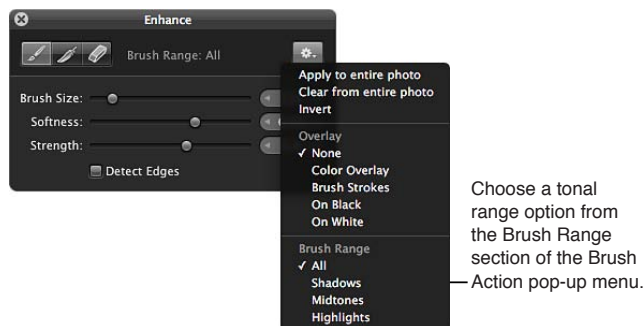 Enhance
Brush Range: All
Brush Size:
Softness:
Strength:
Detect Edges
Apply to entire photo
Clear from entire photo
Invert
Overlay
✓ None
Color Overlay
Brush Strokes
On Black
On White
Brush Range
✓ All
Shadows
Midtones
Highlights
Choose a tonal
range option from
the Brush Range
section of the Brush
Action pop-up menu.